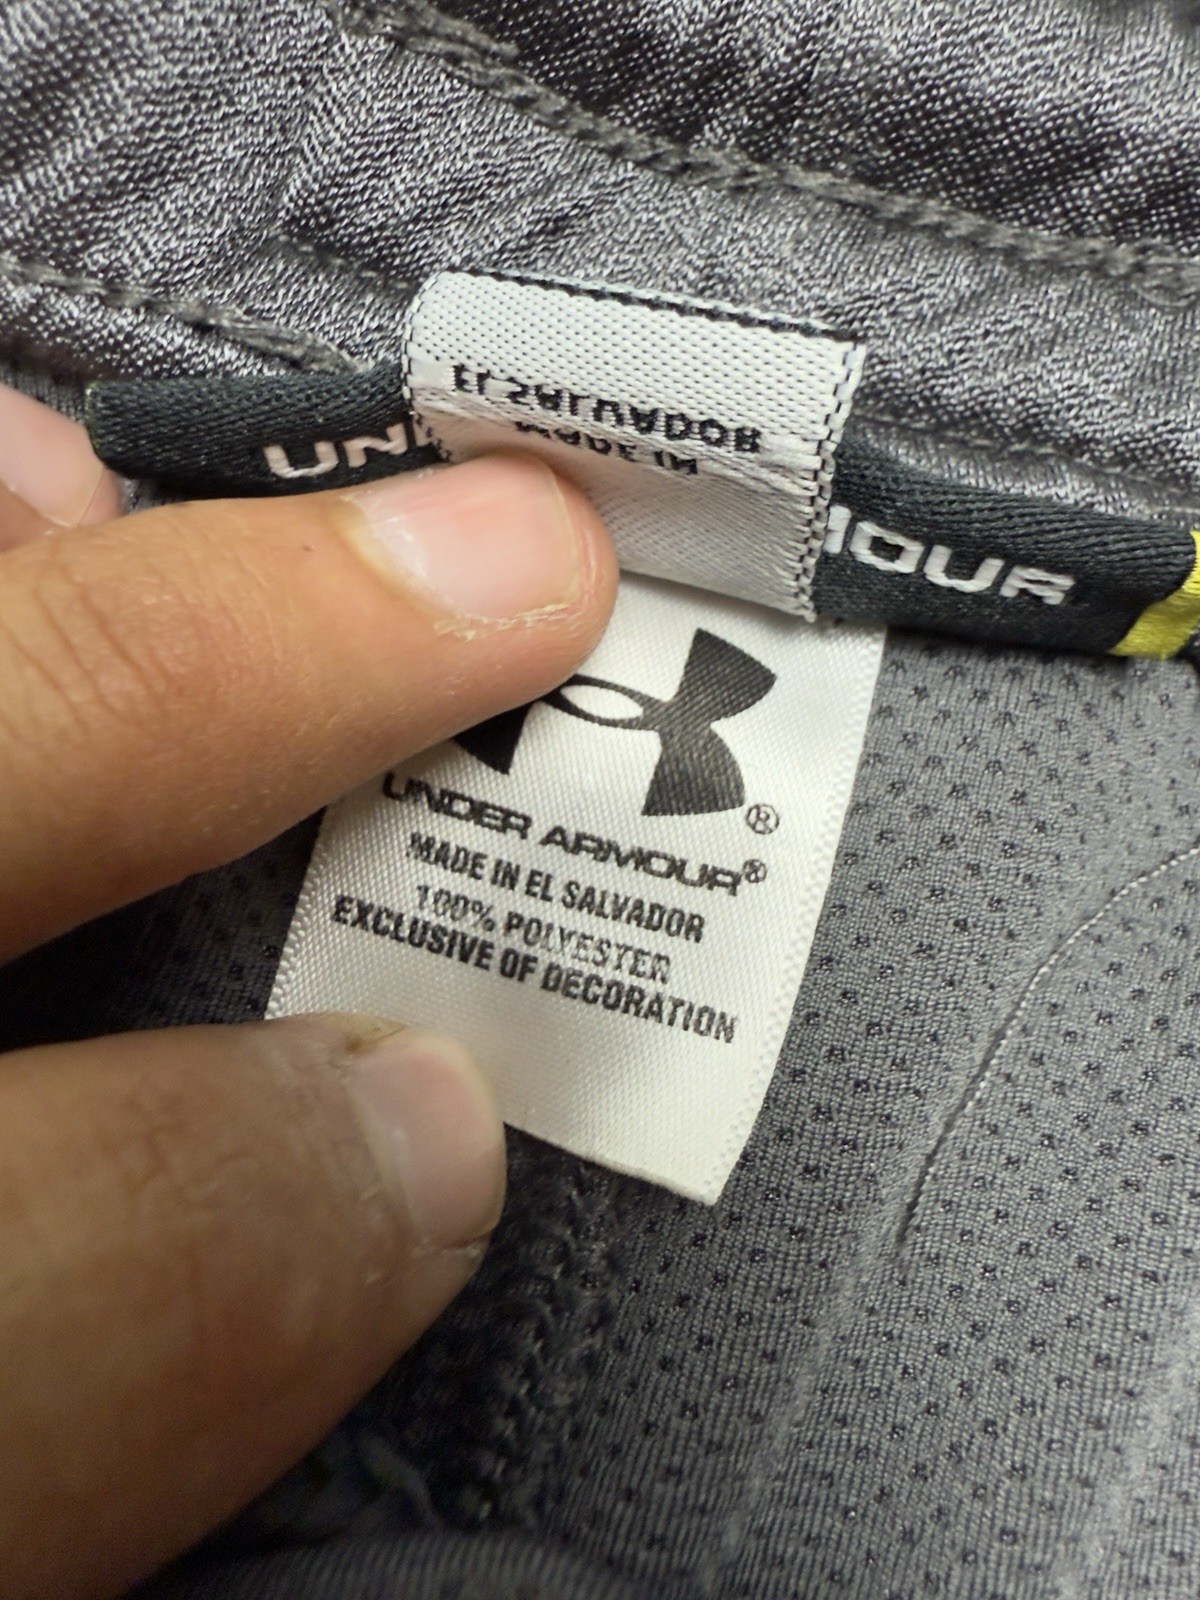 EL SALVADOR
MADE IN
UN
MOUR
®
UNDER ARMOUR®
MADE IN EL SALVADOR
100% POLYESTER
EXCLUSIVE OF DECORATION